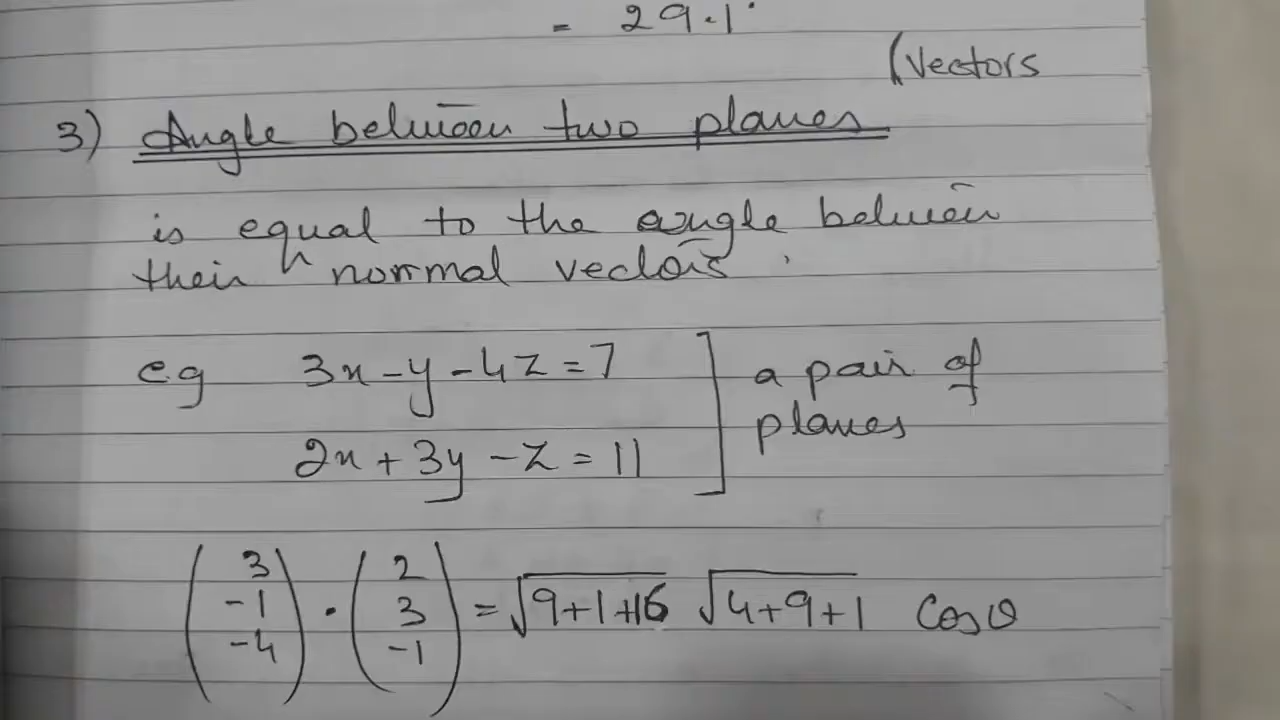 = 29.1°
(Vectors
3) Angle between two planes
is equal to the angle between
their normal vectors.
e.g 3x - y - 4z = 7 ] a pair of
2x + 3y - z = 11 planes
(3 -1 -4) . (2 3 -1) = √9+1+16 √4+9+1 Cosθ